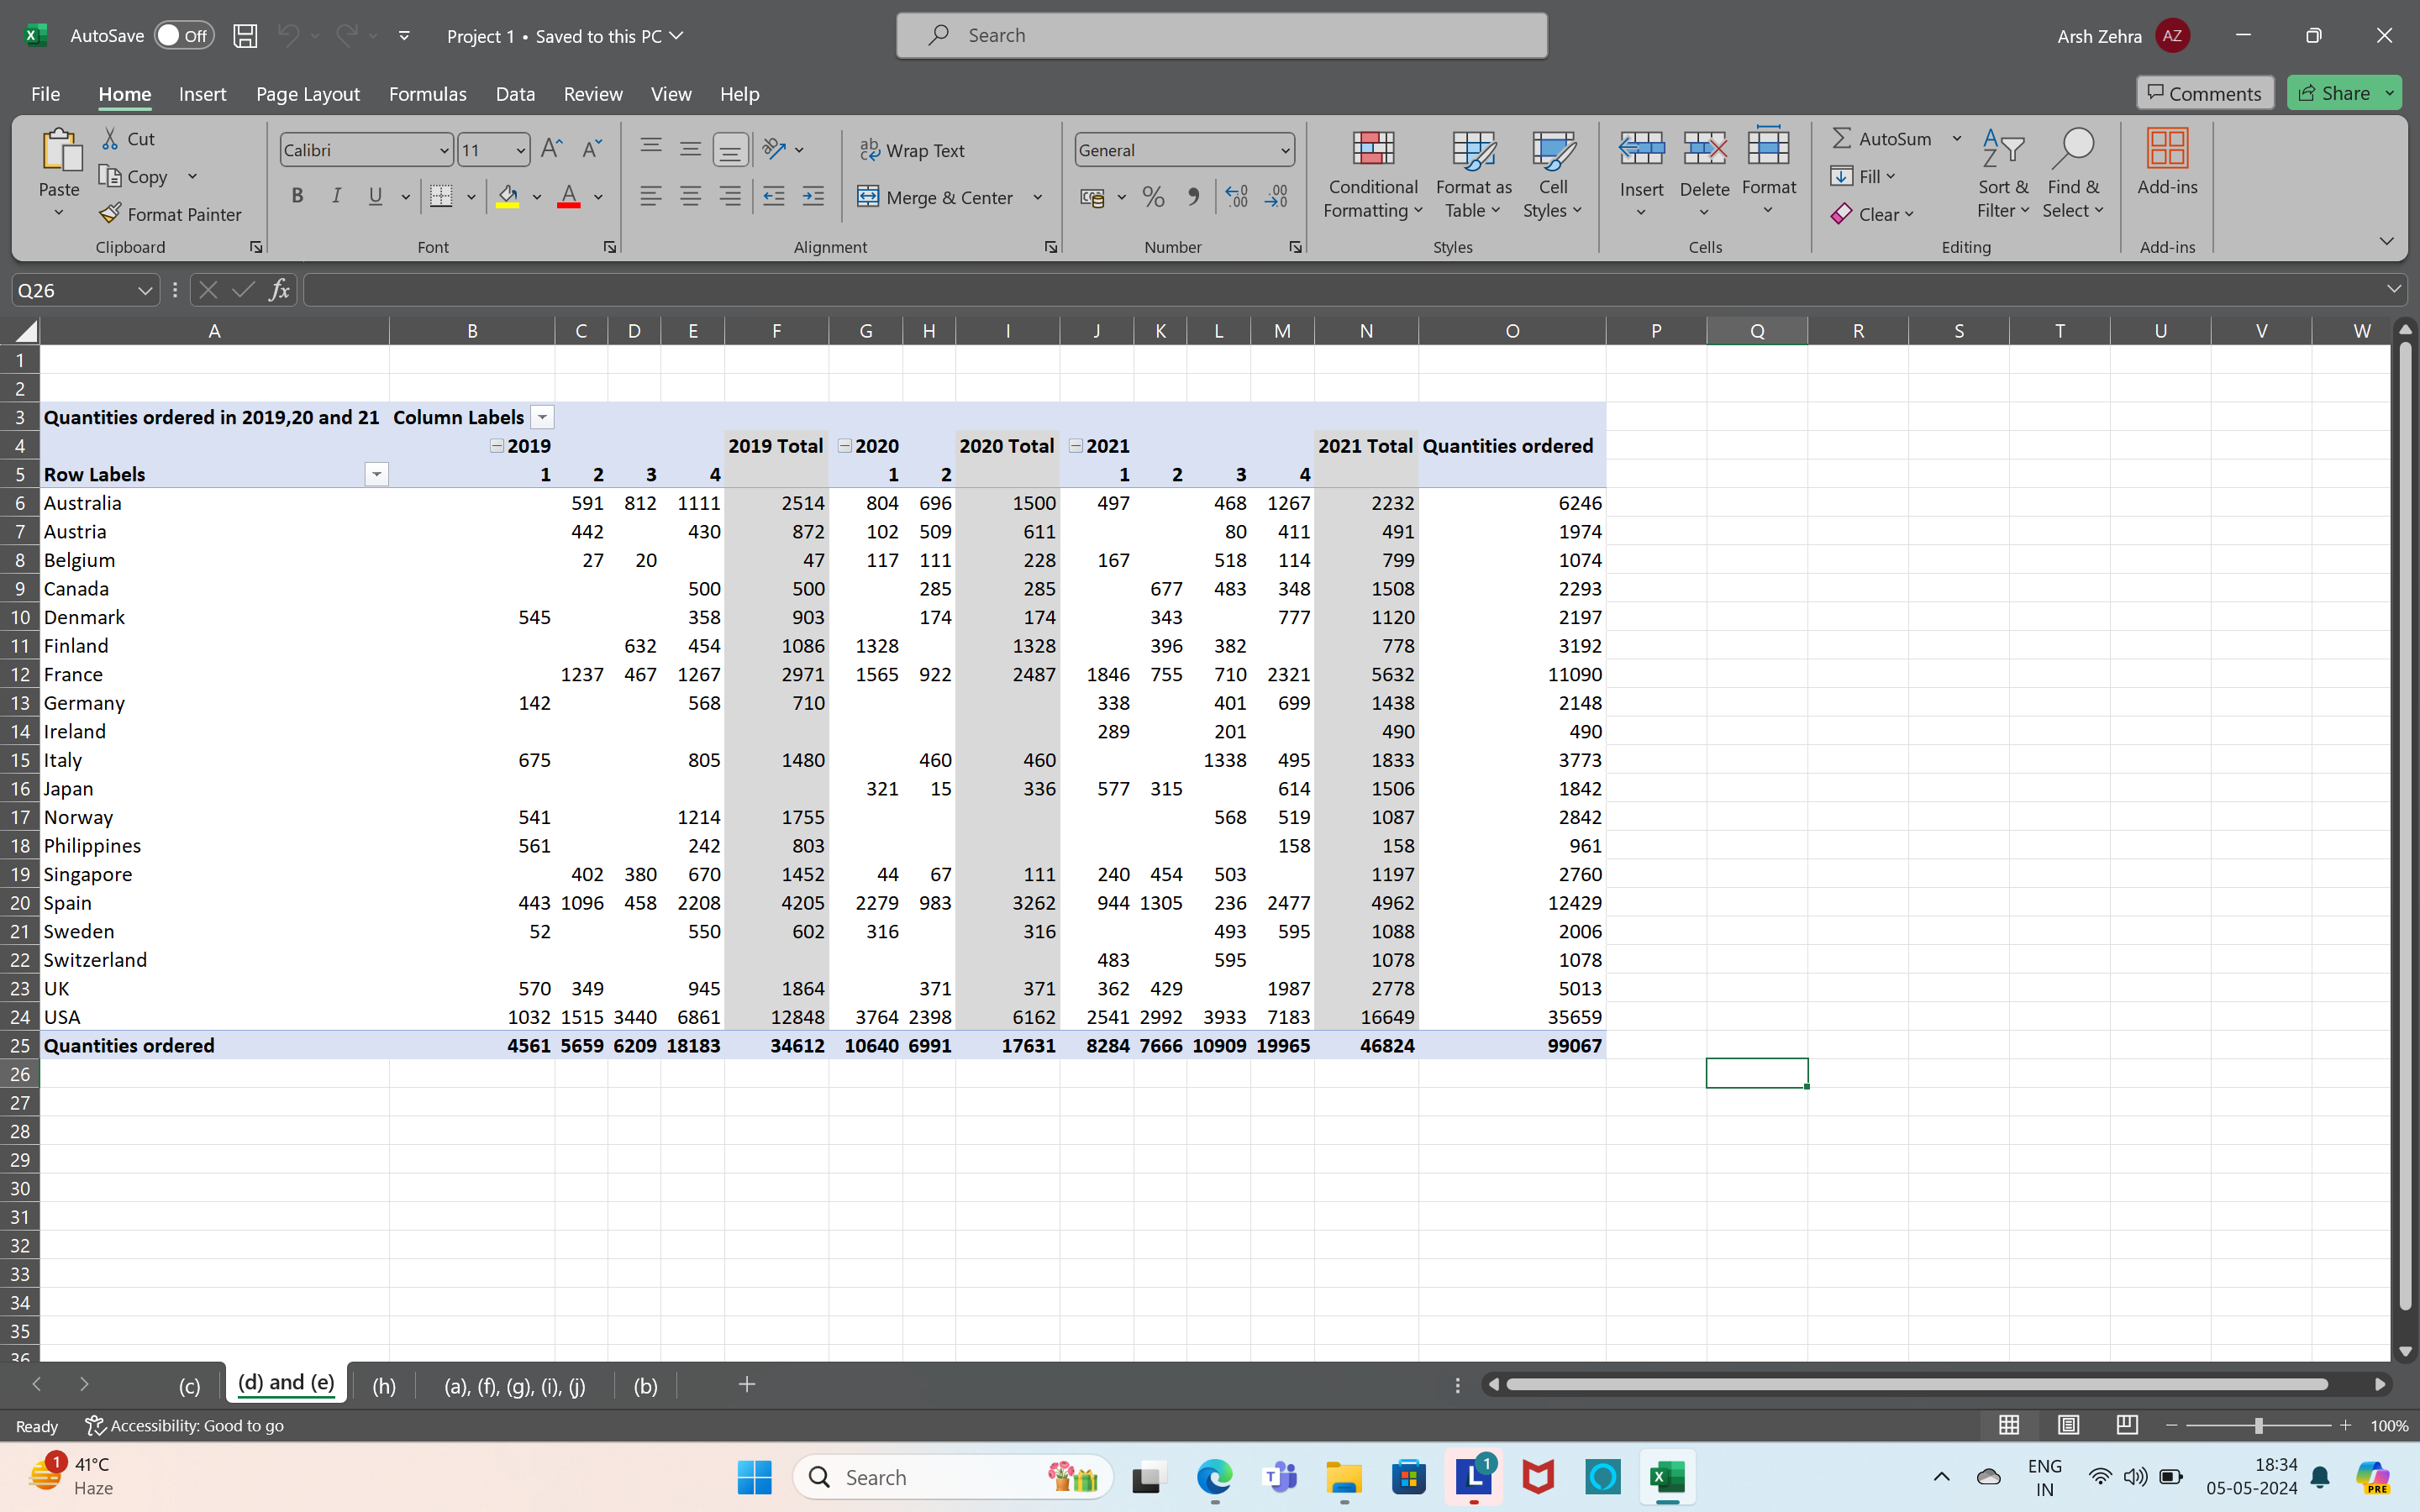 AutoSave Off Project 1 • Saved to this PC Search Arsh Zehra AZ
File Home Insert Page Layout Formulas Data Review View Help Comments Share
Paste Cut Copy Format Painter Clipboard
Calibri 11 B I U A Font
ab Wrap Text Merge & Center Alignment
General % Number
Conditional Formatting Format as Table Cell Styles Styles
Insert Delete Format Cells
AutoSum Fill Clear Sort & Filter Find & Select Editing
Add-ins Add-ins
Q26 fx
A B C D E F G H I J K L M N O P Q R S T U V W
1
2
3 Quantities ordered in 2019,20 and 21 Column Labels
4 2019 2019 Total 2020 2020 Total 2021 2021 Total Quantities ordered
5 Row Labels 1 2 3 4 1 2 1 2 3 4
6 Australia 591 812 1111 2514 804 696 1500 497 468 1267 2232 6246
7 Austria 442 430 872 102 509 611 80 411 491 1974
8 Belgium 27 20 47 117 111 228 167 518 114 799 1074
9 Canada 500 500 285 285 677 483 348 1508 2293
10 Denmark 545 358 903 174 174 343 777 1120 2197
11 Finland 632 454 1086 1328 1328 396 382 778 3192
12 France 1237 467 1267 2971 1565 922 2487 1846 755 710 2321 5632 11090
13 Germany 142 568 710 338 401 699 1438 2148
14 Ireland 289 201 490 490
15 Italy 675 805 1480 460 460 1338 495 1833 3773
16 Japan 321 15 336 577 315 614 1506 1842
17 Norway 541 1214 1755 568 519 1087 2842
18 Philippines 561 242 803 158 158 961
19 Singapore 402 380 670 1452 44 67 111 240 454 503 1197 2760
20 Spain 443 1096 458 2208 4205 2279 983 3262 944 1305 236 2477 4962 12429
21 Sweden 52 550 602 316 316 493 595 1088 2006
22 Switzerland 483 595 1078 1078
23 UK 570 349 945 1864 371 371 362 429 1987 2778 5013
24 USA 1032 1515 3440 6861 12848 3764 2398 6162 2541 2992 3933 7183 16649 35659
25 Quantities ordered 4561 5659 6209 18183 34612 10640 6991 17631 8284 7666 10909 19965 46824 99067
26
27
28
29
30
31
32
33
34
35
36
(c) (d) and (e) (h) (a), (f), (g), (i), (j) (b)
Ready Accessibility: Good to go 100%
1 41°C Search 1 ENG 18:34
Haze IN 05-05-2024 PRE